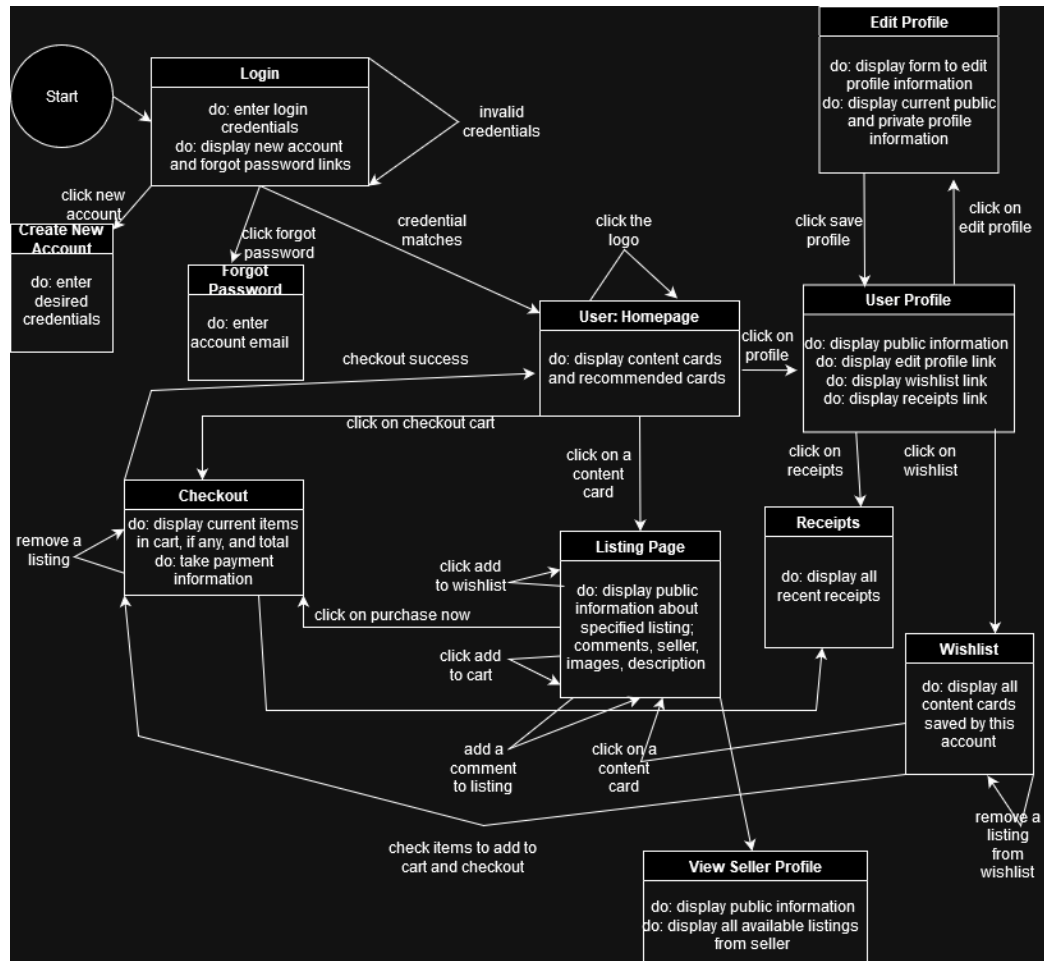 Edit Profile
do: display form to edit
profile information
do: display current public
and private profile
information
Start
Login
do: enter login
credentials
do: display new account
and forgot password links
invalid
credentials
click new
account
click forgot
password
credential
matches
click the
logo
click save
profile
click on
edit profile
Create New
Account
do: enter
desired
credentials
Forgot
Password
do: enter
account email
User: Homepage
do: display content cards
and recommended cards
click on
profile
User Profile
do: display public information
do: display edit profile link
do: display wishlist link
do: display receipts link
checkout success
click on checkout cart
click on a
content
card
click on
receipts
click on
wishlist
Checkout
do: display current items
in cart, if any, and total
do: take payment
information
remove a
listing
Listing Page
do: display public
information about
specified listing;
comments, seller,
images, description
click add
to wishlist
click on purchase now
click add
to cart
Receipts
do: display all
recent receipts
Wishlist
do: display all
content cards
saved by this
account
add a
comment
to listing
click on a
content
card
remove a
listing
from
wishlist
check items to add to
cart and checkout
View Seller Profile
do: display public information
do: display all available listings
from seller